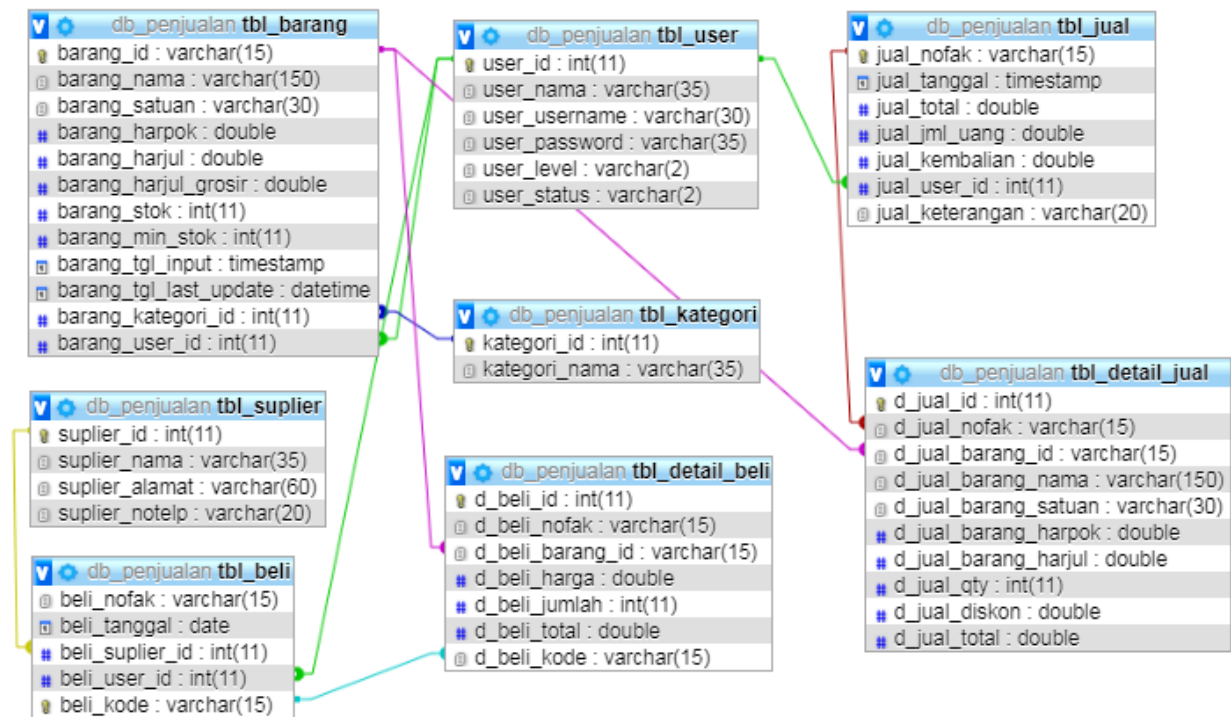 db_penjualan tbl_barang
barang_id : varchar(15)
barang_nama : varchar(150)
barang_satuan : varchar(30)
barang_harpok : double
barang_harjul : double
barang_harjul_grosir : double
barang_stok : int(11)
barang_min_stok : int(11)
barang_tgl_input : timestamp
barang_tgl_last_update : datetime
barang_kategori_id : int(11)
barang_user_id : int(11)
db_penjualan tbl_user
user_id : int(11)
user_nama : varchar(35)
user_username : varchar(30)
user_password : varchar(35)
user_level : varchar(2)
user_status : varchar(2)
db_penjualan tbl_jual
jual_nofak : varchar(15)
jual_tanggal : timestamp
jual_total : double
jual_jml_uang : double
jual_kembalian : double
jual_user_id : int(11)
jual_keterangan : varchar(20)
db_penjualan tbl_kategori
kategori_id : int(11)
kategori_nama : varchar(35)
db_penjualan tbl_suplier
suplier_id : int(11)
suplier_nama : varchar(35)
suplier_alamat : varchar(60)
suplier_notelp : varchar(20)
db_penjualan tbl_detail_beli
d_beli_id : int(11)
d_beli_nofak : varchar(15)
d_beli_barang_id : varchar(15)
d_beli_harga : double
d_beli_jumlah : int(11)
d_beli_total : double
d_beli_kode : varchar(15)
db_penjualan tbl_detail_jual
d_jual_id : int(11)
d_jual_nofak : varchar(15)
d_jual_barang_id : varchar(15)
d_jual_barang_nama : varchar(150)
d_jual_barang_satuan : varchar(30)
d_jual_barang_harpok : double
d_jual_barang_harjul : double
d_jual_qty : int(11)
d_jual_diskon : double
d_jual_total : double
db_penjualan tbl_beli
beli_nofak : varchar(15)
beli_tanggal : date
beli_suplier_id : int(11)
beli_user_id : int(11)
beli_kode : varchar(15)